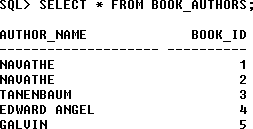 SQL> SELECT * FROM BOOK_AUTHORS;
AUTHOR_NAME BOOK_ID
-------------------- ----------
NAVATHE 1
NAVATHE 2
TANENBAUM 3
EDWARD ANGEL 4
GALVIN 5